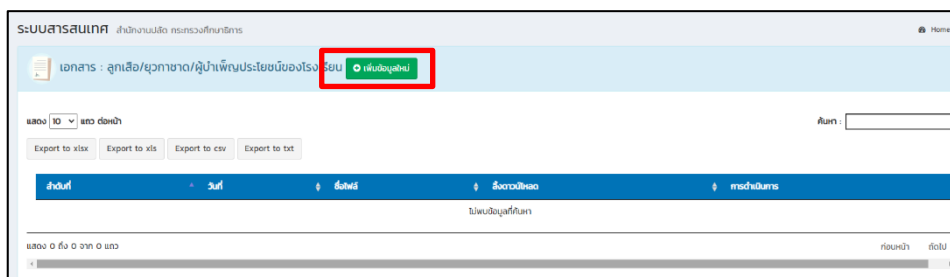 ระบบสารสนเทศ สำนักงานปลัด กระทรวงศึกษาธิการ Home
เอกสาร : ลูกเสือ/ยุวกาชาด/ผู้บำเพ็ญประโยชน์ของโรงเรียน เพิ่มข้อมูลใหม่
แสดง 10 แถว ต่อหน้า ค้นหา :
Export to xlsx Export to xls Export to csv Export to txt
ลำดับที่ วันที่ ชื่อไฟล์ ลิ้งดาวน์โหลด การดำเนินการ
ไม่พบข้อมูลที่ค้นหา
แสดง 0 ถึง 0 จาก 0 แถว ก่อนหน้า ถัดไป